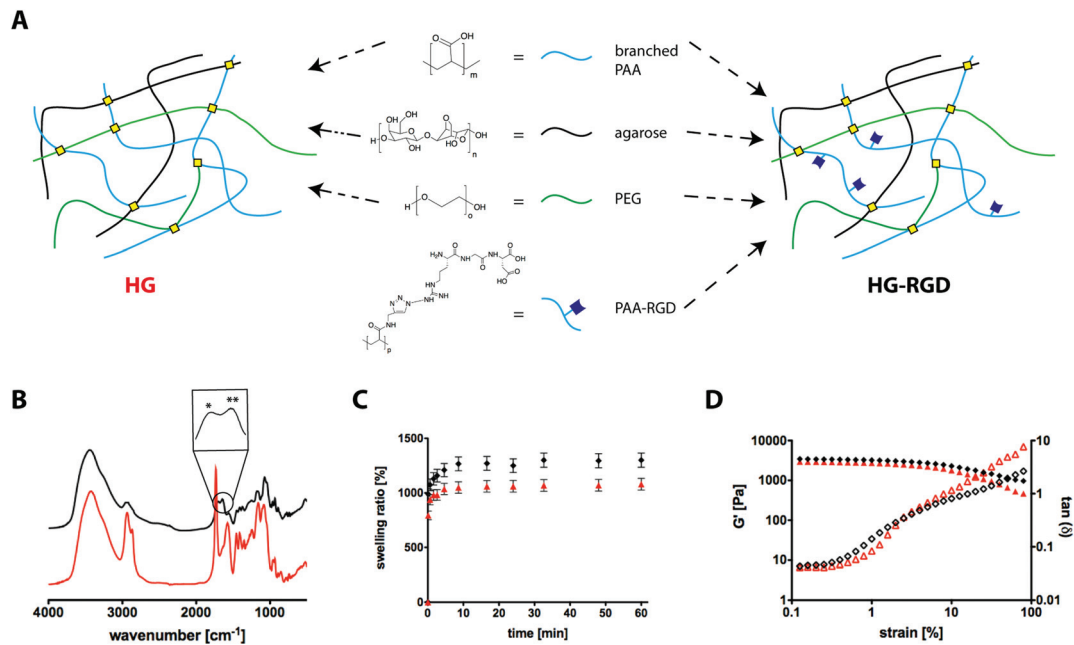 A
O
OH
m
=
branched
PAA
H
OH
OH
O
OH
O
O
O
HO
O
OH
n
=
agarose
H
O
OH
o
=
PEG
H₂N
O
NH
O
NH
OH
O
OH
HN
NH
N=N
N
NH
O
p
=
PAA-RGD
HG
HG-RGD
B
*
**
4000
3000
2000
1000
wavenumber [cm⁻¹]
C
1500
1000
500
0
swelling ratio [%]
0
10
20
30
40
50
60
time [min]
D
10000
1000
100
10
1
G' [Pa]
10
1
0.1
0.01
tan (δ)
0.1
1
10
100
strain [%]